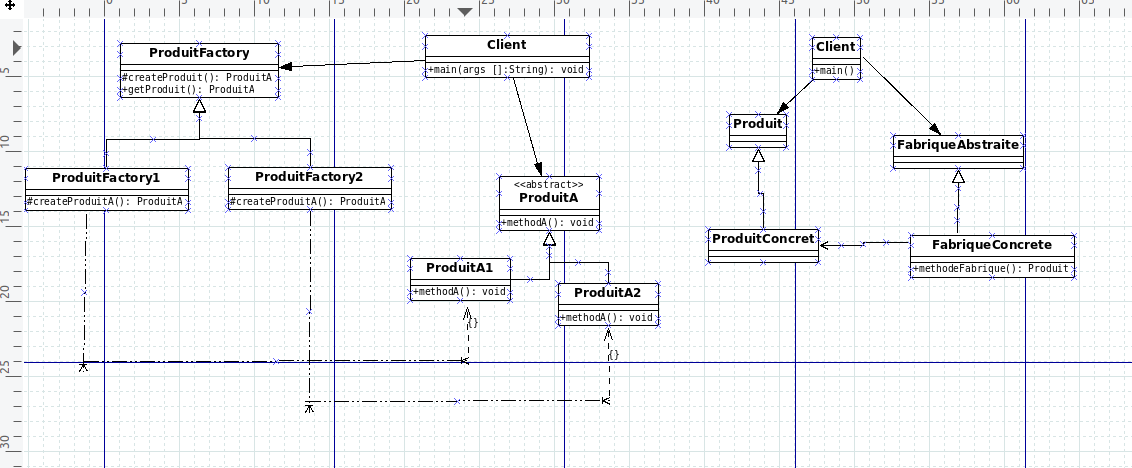 0
5
10
15
20
25
30
40
45
50
55
60
65
5
10
15
20
25
30
ProduitFactory
#createProduit(): ProduitA
+getProduit(): ProduitA
Client
+main(args []:String): void
ProduitFactory1
#createProduitA(): ProduitA
ProduitFactory2
#createProduitA(): ProduitA
<<abstract>>
ProduitA
+methodA(): void
ProduitA1
+methodA(): void
ProduitA2
+methodA(): void
{}
{}
Client
+main()
Produit
FabriqueAbstraite
ProduitConcret
FabriqueConcrete
+methodeFabrique(): Produit